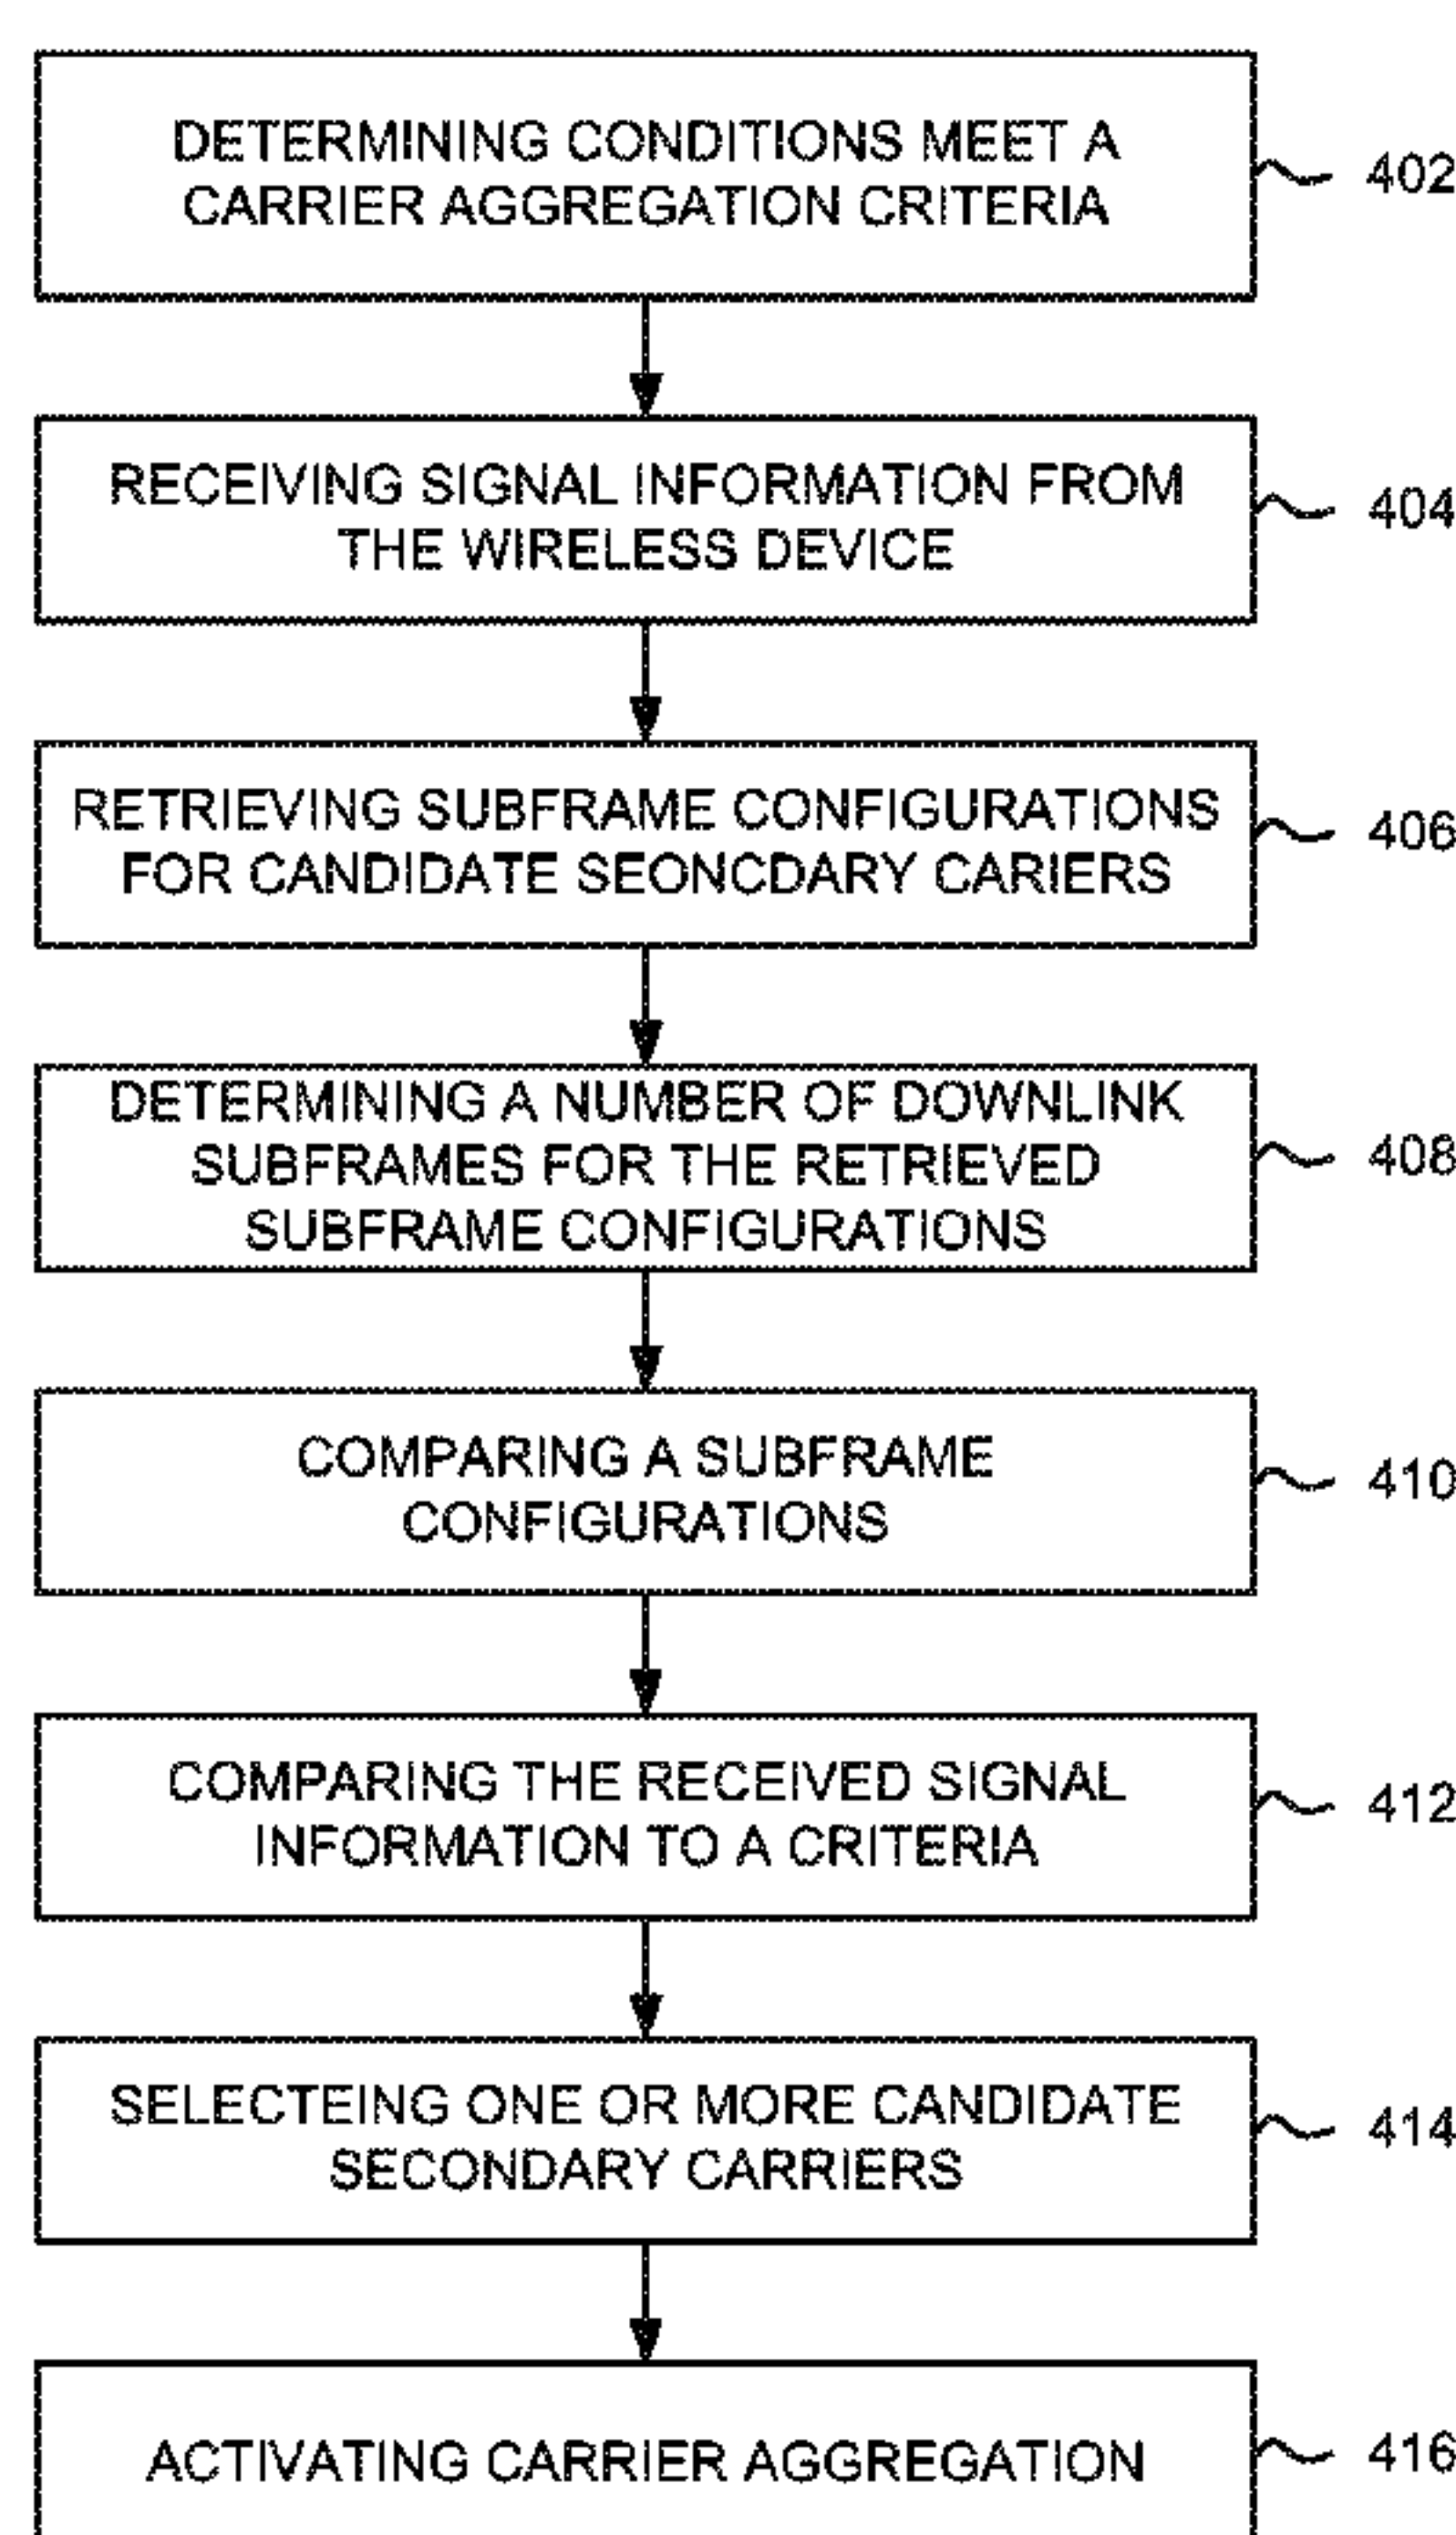 DETERMINING CONDITIONS MEET A
CARRIER AGGREGATION CRITERIA
402
RECEIVING SIGNAL INFORMATION FROM
THE WIRELESS DEVICE
404
RETRIEVING SUBFRAME CONFIGURATIONS
FOR CANDIDATE SEONCDARY CARIERS
406
DETERMINING A NUMBER OF DOWNLINK
SUBFRAMES FOR THE RETRIEVED
SUBFRAME CONFIGURATIONS
408
COMPARING A SUBFRAME
CONFIGURATIONS
410
COMPARING THE RECEIVED SIGNAL
INFORMATION TO A CRITERIA
412
SELECTEING ONE OR MORE CANDIDATE
SECONDARY CARRIERS
414
ACTIVATING CARRIER AGGREGATION
416